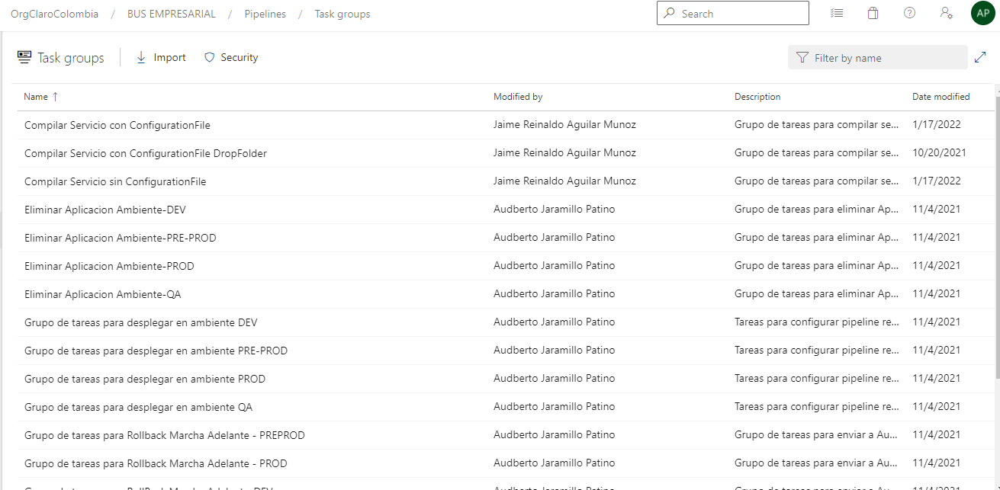 OrgClaroColombia / BUS EMPRESARIAL / Pipelines / Task groups Search AP
Task groups Import Security Filter by name
Name ↑ Modified by Description Date modified
Compilar Servicio con ConfigurationFile Jaime Reinaldo Aguilar Munoz Grupo de tareas para compilar se... 1/17/2022
Compilar Servicio con ConfigurationFile DropFolder Jaime Reinaldo Aguilar Munoz Grupo de tareas para compilar se... 10/20/2021
Compilar Servicio sin ConfigurationFile Jaime Reinaldo Aguilar Munoz Grupo de tareas para compilar se... 1/17/2022
Eliminar Aplicacion Ambiente-DEV Audberto Jaramillo Patino Grupo de tareas para eliminar Ap... 11/4/2021
Eliminar Aplicacion Ambiente-PRE-PROD Audberto Jaramillo Patino Grupo de tareas para eliminar Ap... 11/4/2021
Eliminar Aplicacion Ambiente-PROD Audberto Jaramillo Patino Grupo de tareas para eliminar Ap... 11/4/2021
Eliminar Aplicacion Ambiente-QA Audberto Jaramillo Patino Grupo de tareas para eliminar Ap... 11/4/2021
Grupo de tareas para desplegar en ambiente DEV Audberto Jaramillo Patino Tareas para configurar pipeline re... 11/4/2021
Grupo de tareas para desplegar en ambiente PRE-PROD Audberto Jaramillo Patino Tareas para configurar pipeline re... 11/4/2021
Grupo de tareas para desplegar en ambiente PROD Audberto Jaramillo Patino Tareas para configurar pipeline re... 11/4/2021
Grupo de tareas para desplegar en ambiente QA Audberto Jaramillo Patino Tareas para configurar pipeline re... 11/4/2021
Grupo de tareas para Rollback Marcha Adelante - PREPROD Audberto Jaramillo Patino Grupo de tareas para enviar a Au... 11/4/2021
Grupo de tareas para Rollback Marcha Adelante - PROD Audberto Jaramillo Patino Grupo de tareas para enviar a Au... 11/4/2021